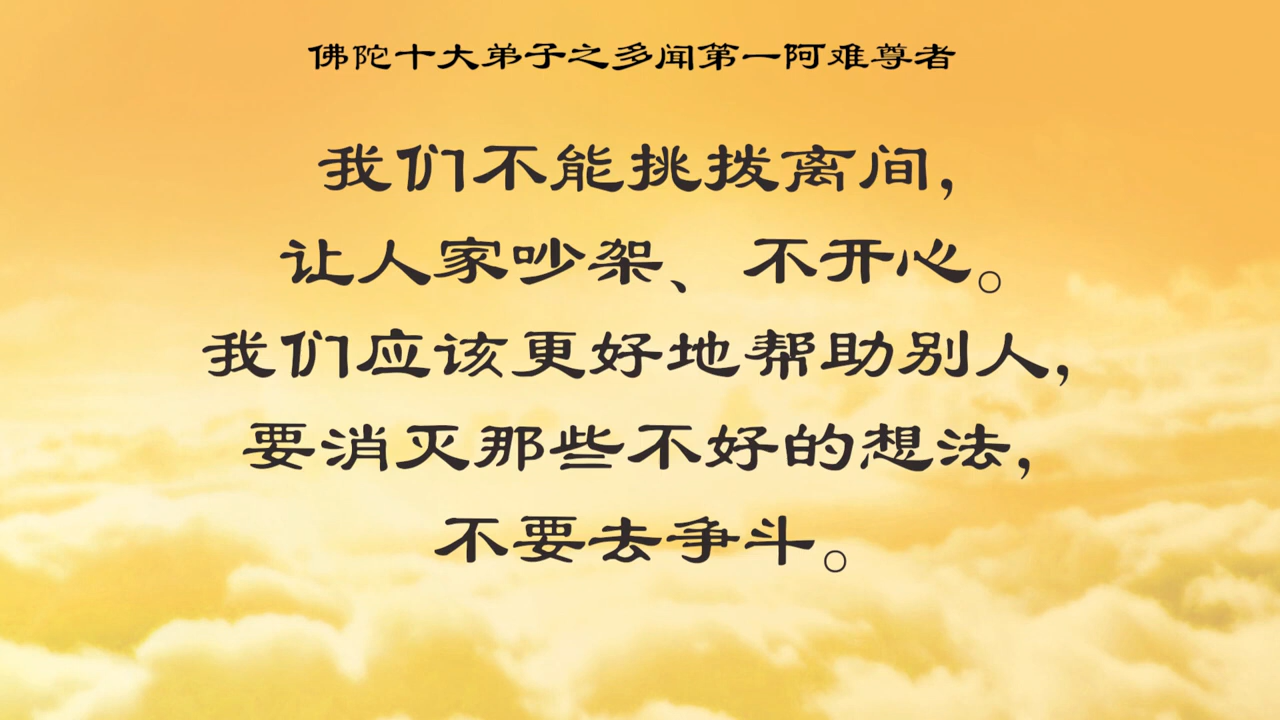 佛陀十大弟子之多闻第一阿难尊者
我们不能挑拨离间，
让人家吵架、不开心。
我们应该更好地帮助别人，
要消灭那些不好的想法，
不要去争斗。